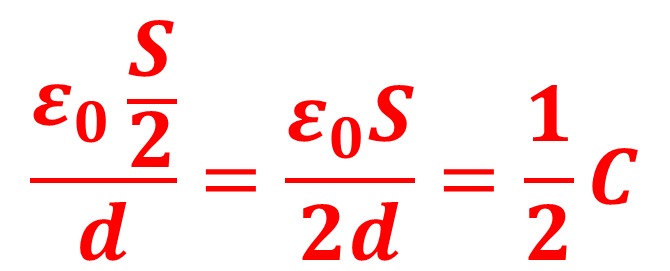 ε₀ S/2 / d = ε₀S / 2d = 1/2 C